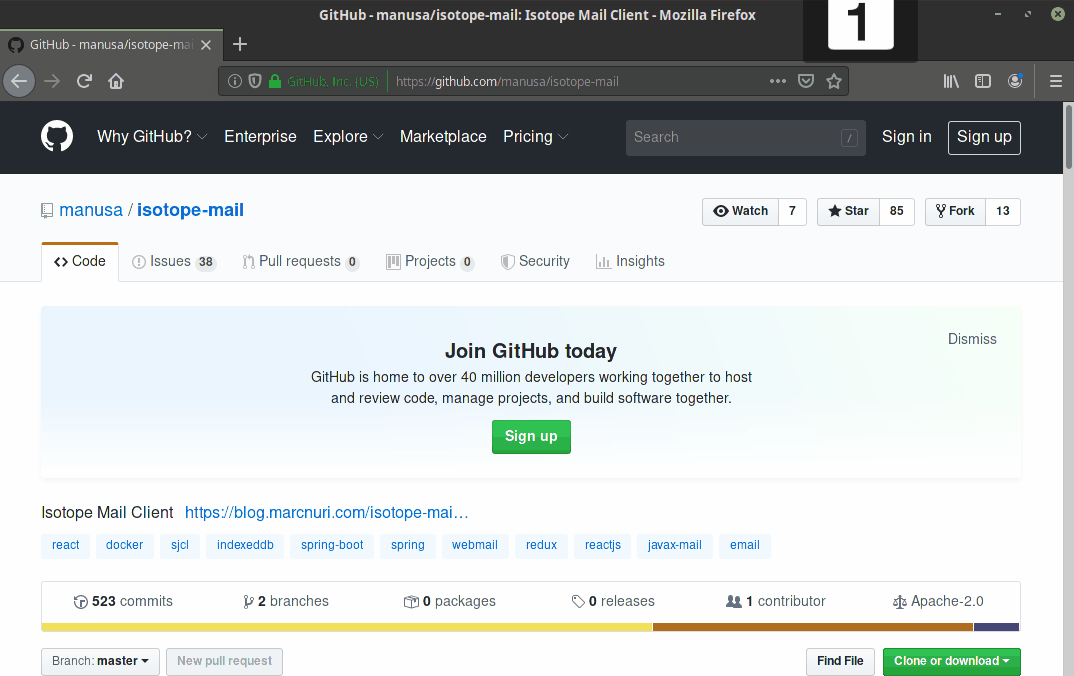 GitHub - manusa/isotope-mail: Isotope Mail Client - Mozilla Firefox
1
GitHub - manusa/isotope-mai
GitHub, Inc. (US) https://github.com/manusa/isotope-mail
Why GitHub? Enterprise Explore Marketplace Pricing Search / Sign in Sign up
manusa / isotope-mail Watch 7 Star 85 Fork 13
Code Issues 38 Pull requests 0 Projects 0 Security Insights
Dismiss
Join GitHub today
GitHub is home to over 40 million developers working together to host
and review code, manage projects, and build software together.
Sign up
Isotope Mail Client https://blog.marcnuri.com/isotope-mai…
react docker sjcl indexeddb spring-boot spring webmail redux reactjs javax-mail email
523 commits 2 branches 0 packages 0 releases 1 contributor Apache-2.0
Branch: master New pull request Find File Clone or download